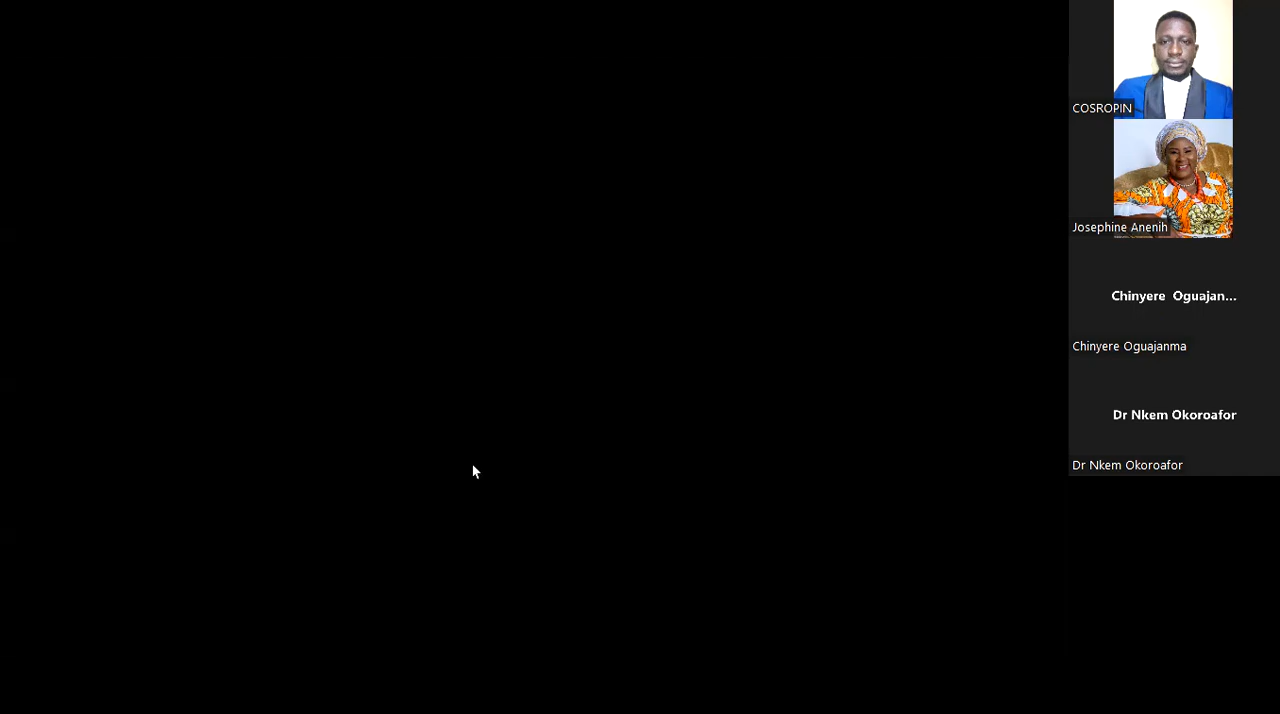 COSROPIN
Josephine Anenih
Chinyere Oguajan...
Chinyere Oguajanma
Dr Nkem Okoroafor
Dr Nkem Okoroafor